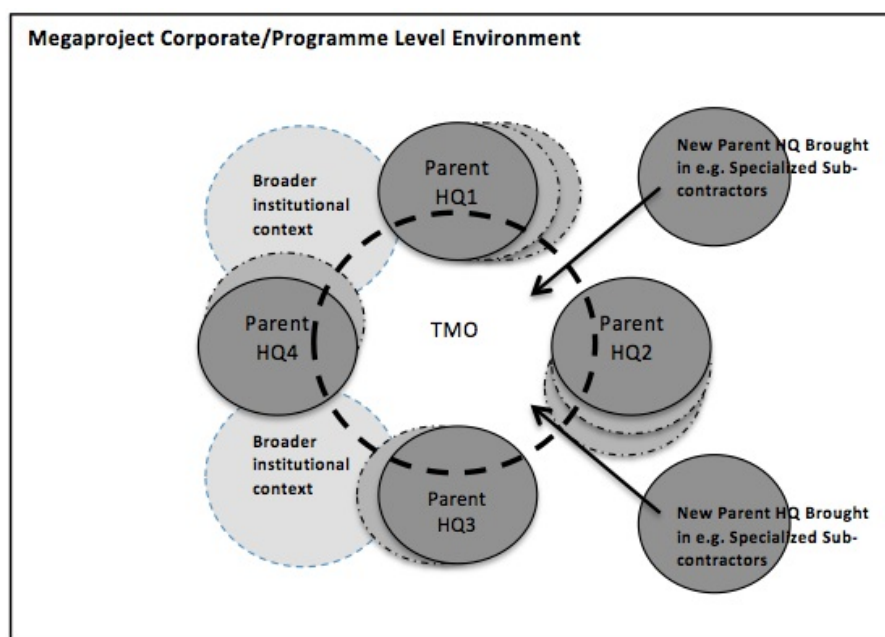 Megaproject Corporate/Programme Level Environment
Parent
HQ1
New Parent HQ Brought
in e.g. Specialized Sub-
contractors
Broader
institutional
context
Parent
HQ4
TMO
Parent
HQ2
Broader
institutional
context
Parent
HQ3
New Parent HQ Brought
in e.g. Specialized Sub-
contractors